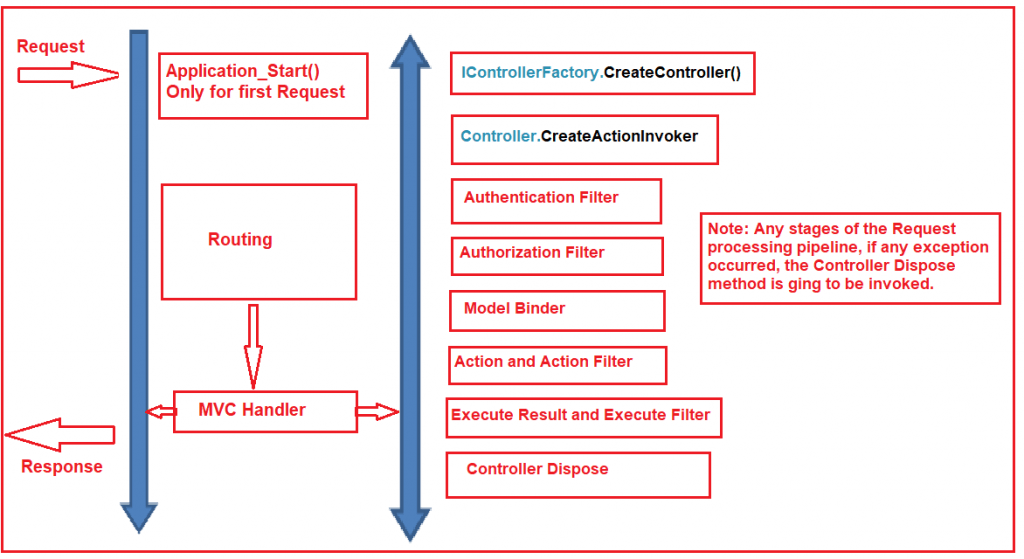 Request
Application_Start()
Only for first Request
Routing
MVC Handler
Response
IControllerFactory.CreateController()
Controller.CreateActionInvoker
Authentication Filter
Authorization Filter
Model Binder
Action and Action Filter
Execute Result and Execute Filter
Controller Dispose
Note: Any stages of the Request
processing pipeline, if any exception
occurred, the Controller Dispose
method is ging to be invoked.